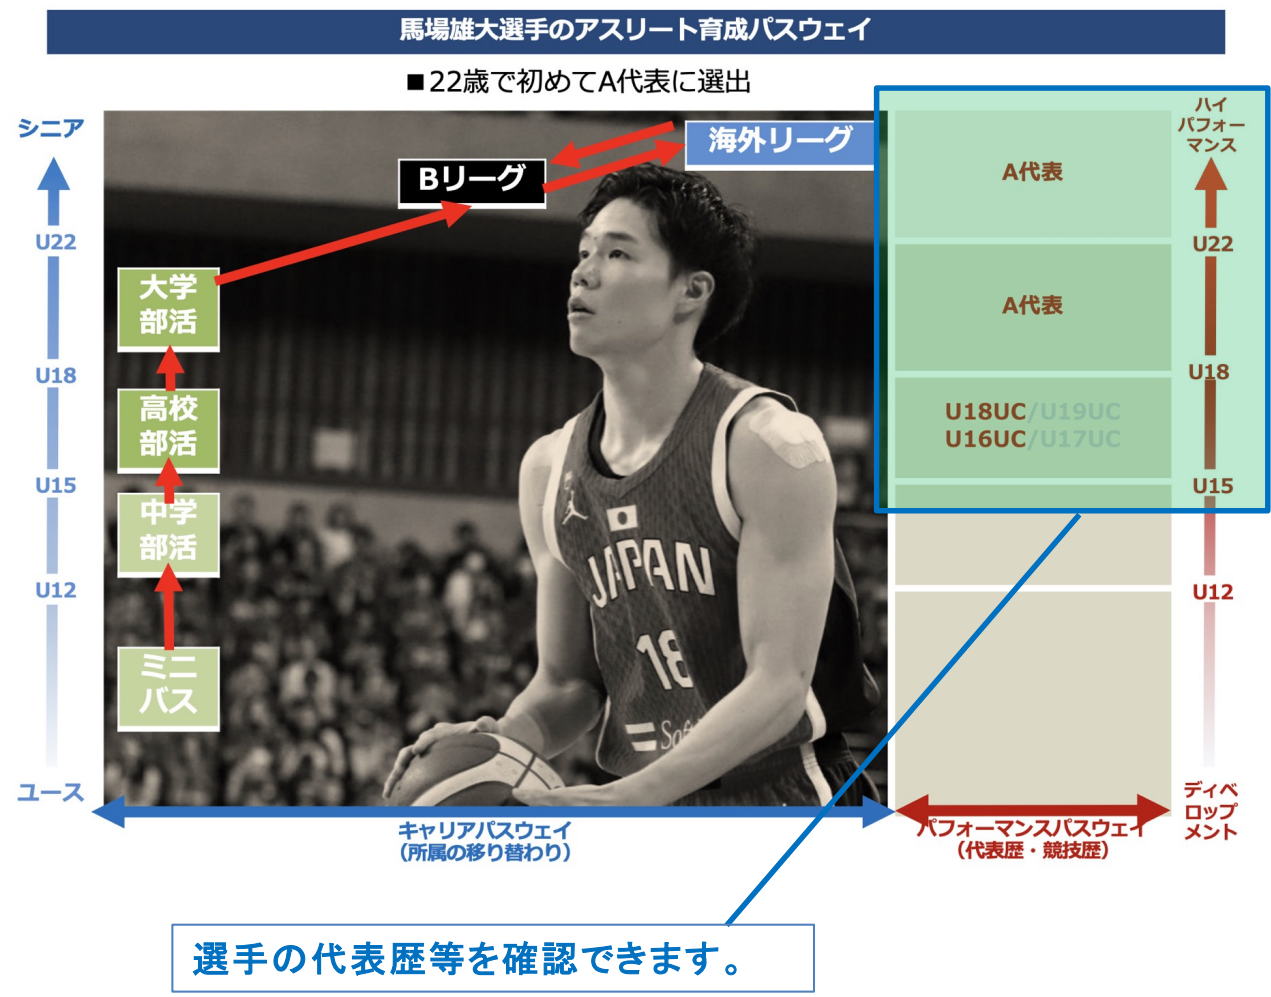 馬場雄大選手のアスリート育成パスウェイ
■22歳で初めてA代表に選出
シニア
U22
U18
U15
U12
ユース
海外リーグ
Bリーグ
大学
部活
高校
部活
中学
部活
ミニ
バス
JAPAN
18
Sof
A代表
A代表
U18UC/U19UC
U16UC/U17UC
ハイ
パフォー
マンス
U22
U18
U15
U12
ディベ
ロップ
メント
キャリアパスウェイ
（所属の移り替わり）
パフォーマンスパスウェイ
（代表歴・競技歴）
選手の代表歴等を確認できます。